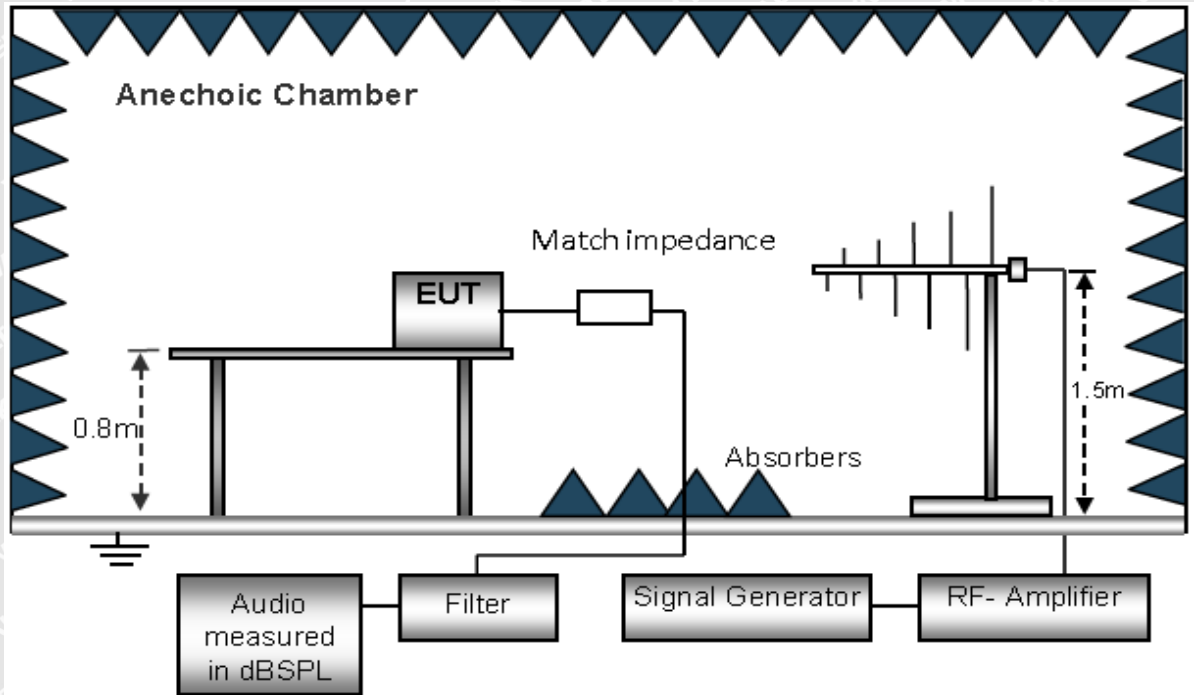 Anechoic Chamber
Match impedance
EUT
0.8m
1.5m
Absorbers
Audio
measured
in dBSPL
Filter
Signal Generator
RF- Amplifier